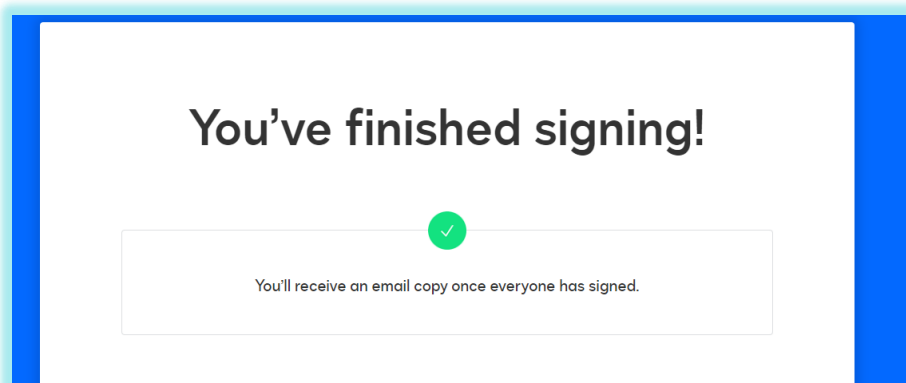 You’ve finished signing!
You’ll receive an email copy once everyone has signed.